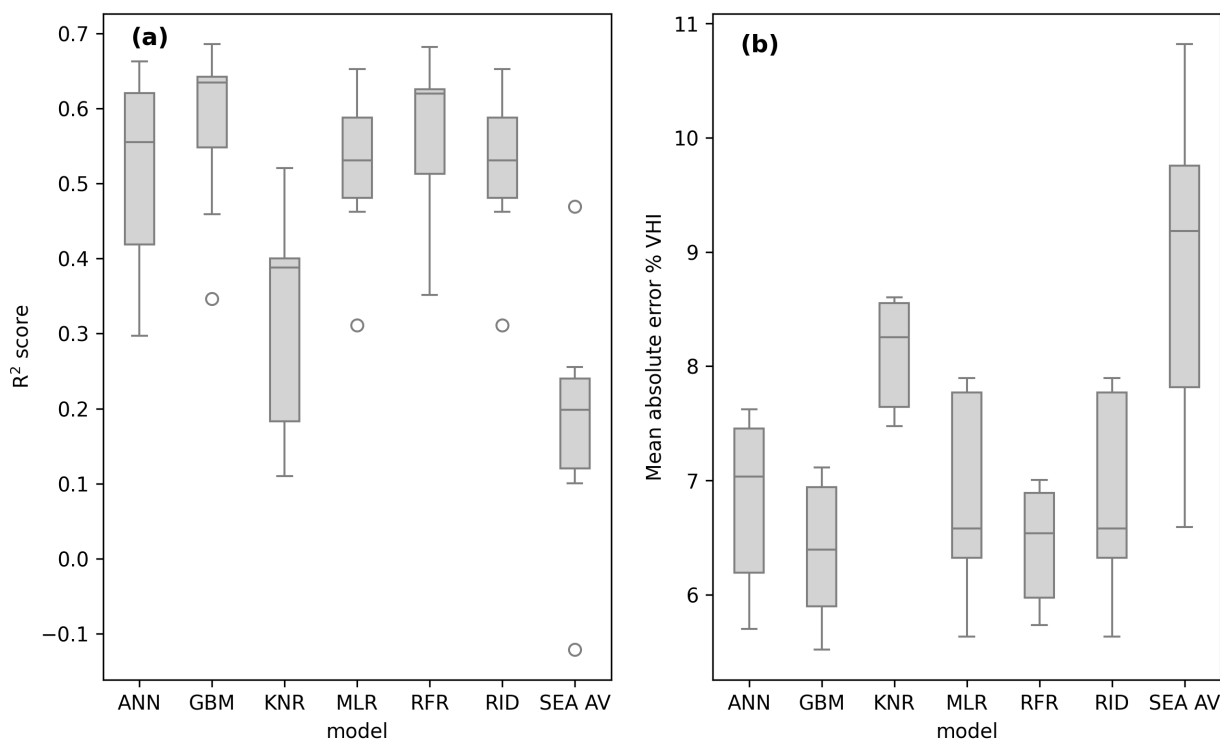 (a)
R² score
0.7
0.6
0.5
0.4
0.3
0.2
0.1
0.0
−0.1
ANN GBM KNR MLR RFR RID SEA AV
model
(b)
Mean absolute error % VHI
11
10
9
8
7
6
ANN GBM KNR MLR RFR RID SEA AV
model